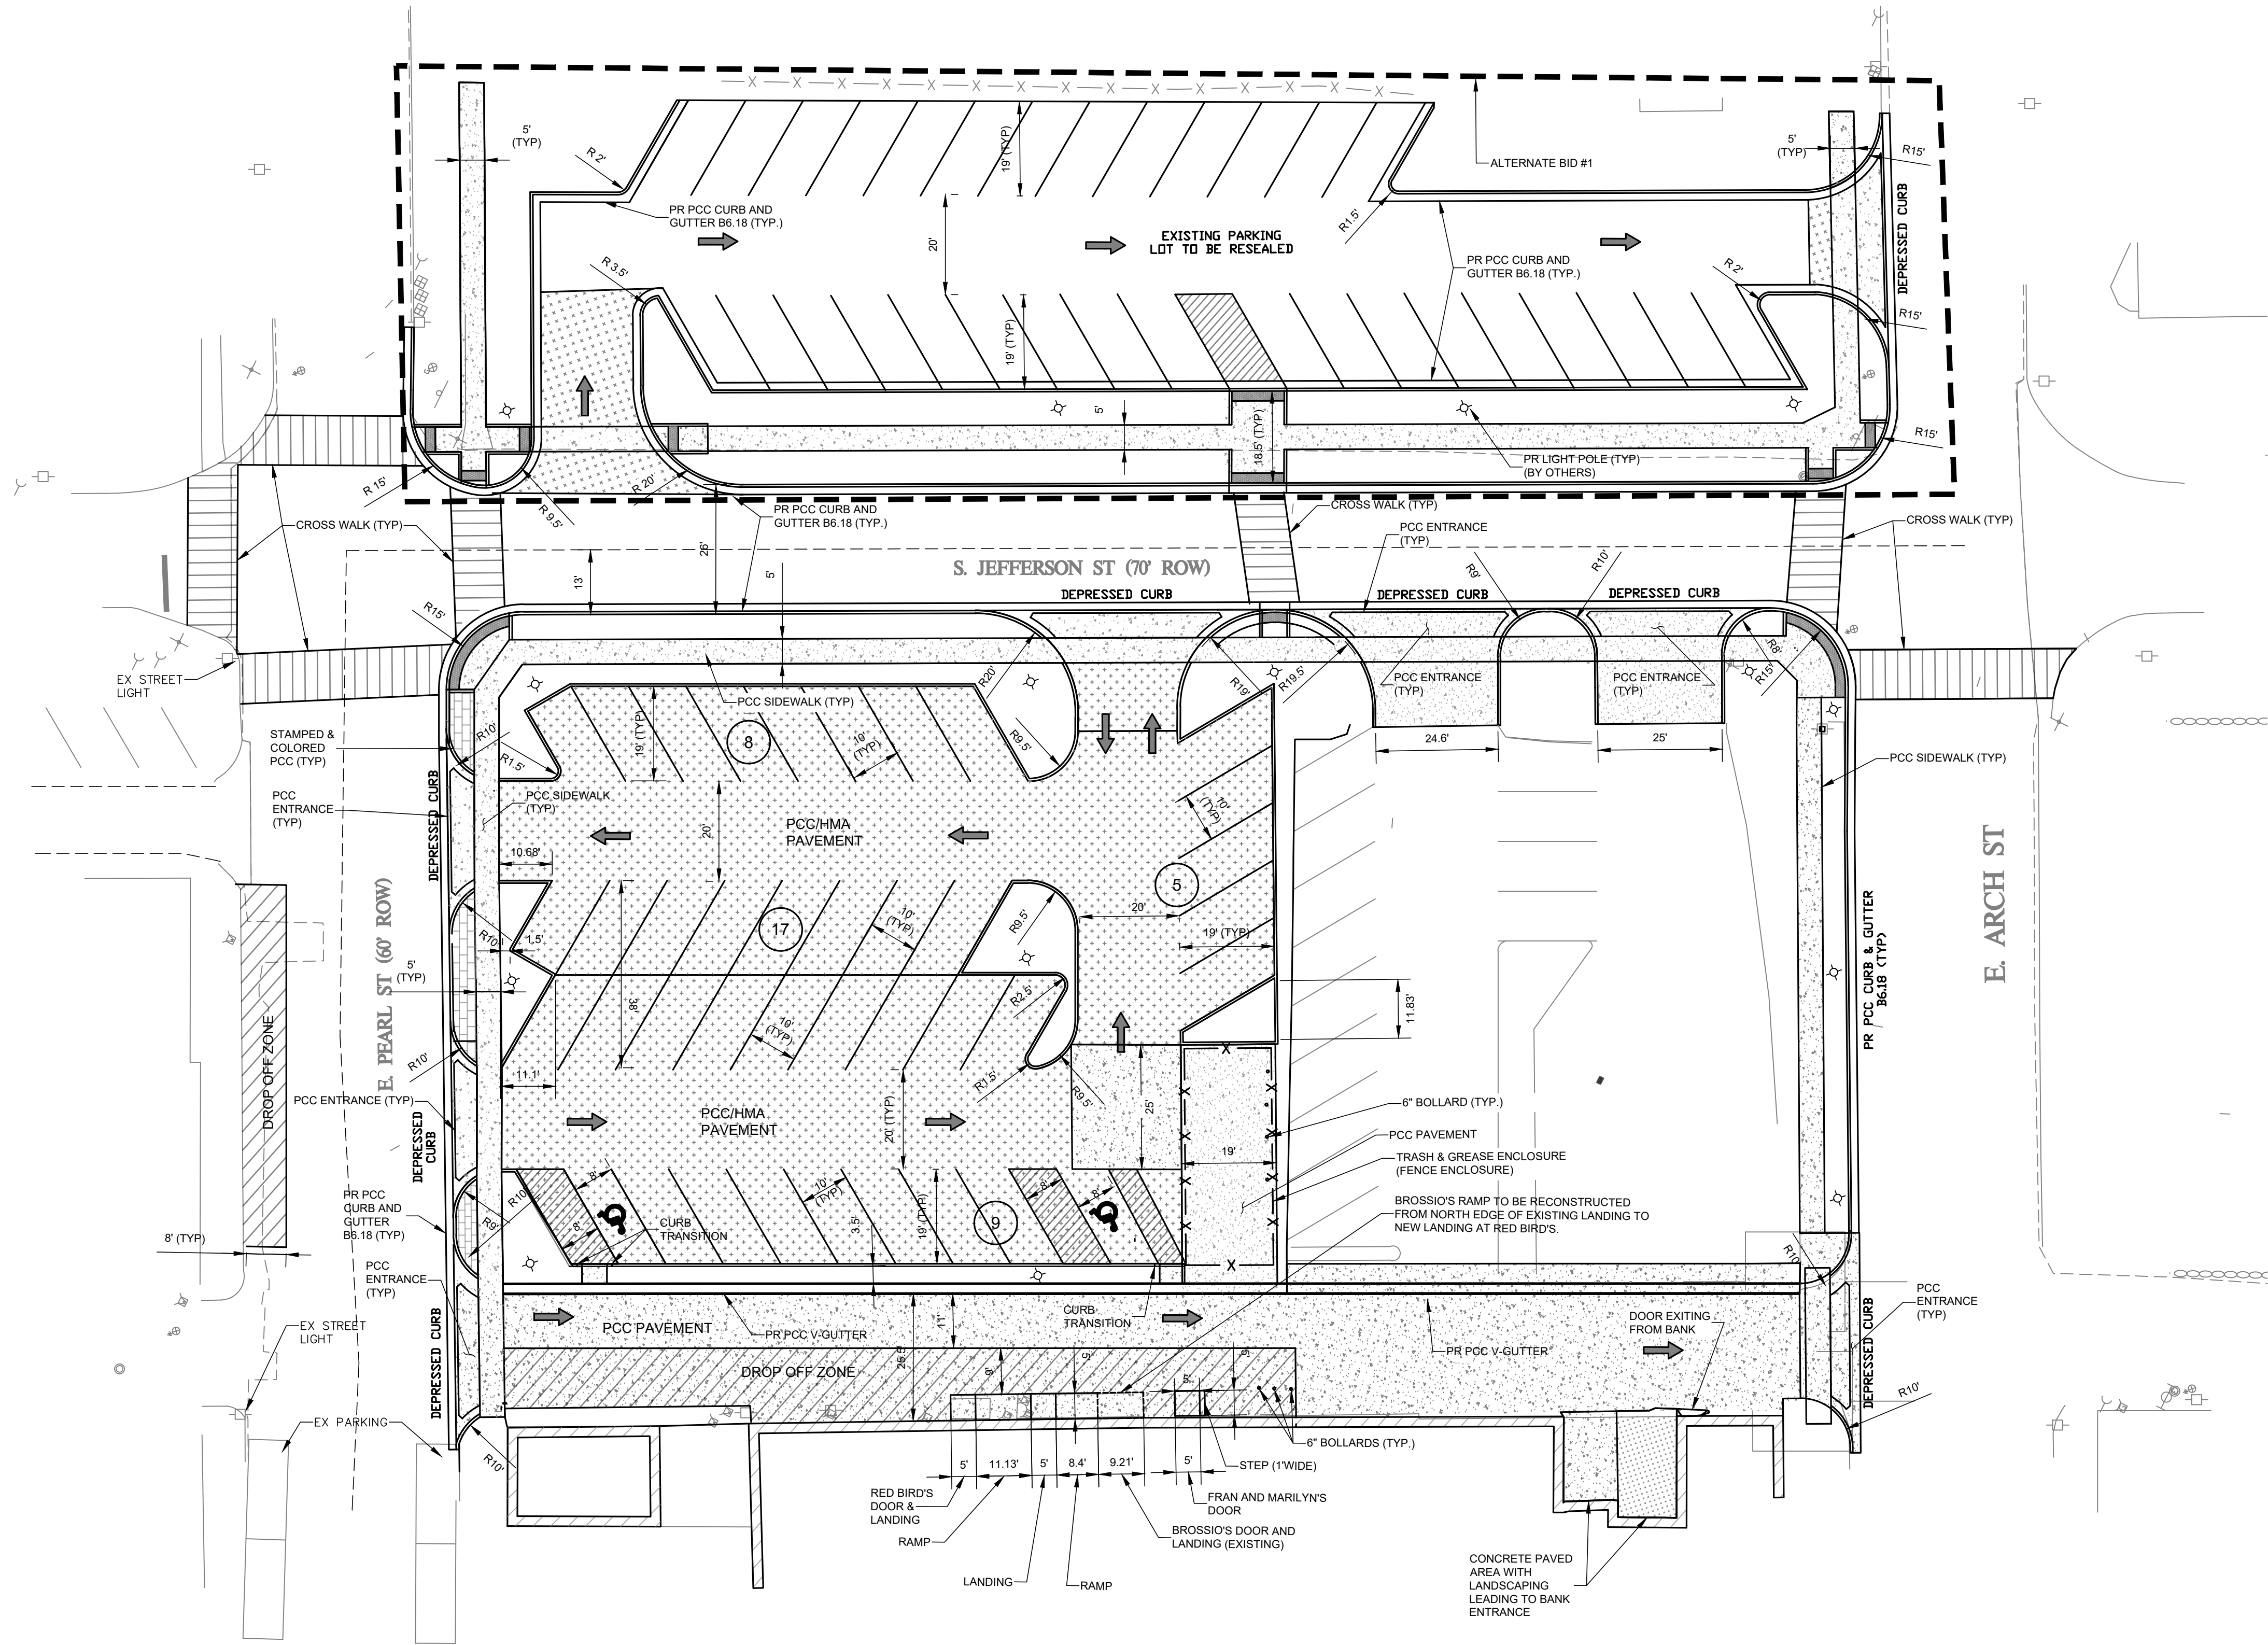 5'
(TYP)
R 2'
19' (TYP)
ALTERNATE BID #1
5'
(TYP)
R15'
PR PCC CURB AND
GUTTER B6.18 (TYP.)
20'
EXISTING PARKING
LOT TO BE RESEALED
R1.5'
DEPRESSED CURB
R 3.5'
PR PCC CURB AND
GUTTER B6.18 (TYP.)
R 2'
R15'
19' (TYP)
5'
18.5' (TYP)
R15'
PR LIGHT POLE (TYP)
(BY OTHERS)
R 15'
R 20'
R 9.5'
CROSS WALK (TYP)
PR PCC CURB AND
GUTTER B6.18 (TYP.)
CROSS WALK (TYP)
PCC ENTRANCE
(TYP)
CROSS WALK (TYP)
26'
13'
5'
S. JEFFERSON ST (70' ROW)
R9'
R10'
DEPRESSED CURB
DEPRESSED CURB
DEPRESSED CURB
R15'
EX STREET
LIGHT
R20'
R19'
R19.5'
PCC ENTRANCE
(TYP)
PCC ENTRANCE
(TYP)
R8'
R15'
PCC SIDEWALK (TYP)
STAMPED &
COLORED
PCC (TYP)
R10'
R1.5'
19' (TYP)
8
10'
(TYP)
R9.5'
24.6'
25'
PCC SIDEWALK (TYP)
PCC
ENTRANCE
(TYP)
DEPRESSED CURB
PCC SIDEWALK
(TYP)
20'
PCC/HMA
PAVEMENT
10'
(TYP)
10.68'
5
E. PEARL ST (60' ROW)
17
10'
(TYP)
R9.5'
20'
19' (TYP)
E. ARCH ST
PR PCC CURB & GUTTER
B6.18 (TYP)
R10'
1.5'
5'
(TYP)
38'
R2.5'
11.83'
10'
(TYP)
DROP OFF ZONE
R10'
11.1'
R1.5'
R9.5'
X
25'
PCC ENTRANCE (TYP)
PCC/HMA
PAVEMENT
20' (TYP)
6" BOLLARD (TYP.)
PCC PAVEMENT
TRASH & GREASE ENCLOSURE
(FENCE ENCLOSURE)
19'
DEPRESSED
CURB
PR PCC
CURB AND
GUTTER
B6.18 (TYP)
R10'
R9'
8'
8'
CURB
TRANSITION
10'
(TYP)
3.5'
19' (TYP)
9
8'
8'
BROSSIO'S RAMP TO BE RECONSTRUCTED
FROM NORTH EDGE OF EXISTING LANDING TO
NEW LANDING AT RED BIRD'S.
8' (TYP)
X
R10'
PCC
ENTRANCE
(TYP)
PCC
ENTRANCE
(TYP)
EX STREET
LIGHT
DEPRESSED CURB
PCC PAVEMENT
PR PCC V-GUTTER
11'
25.5'
CURB
TRANSITION
DOOR EXITING
FROM BANK
PR PCC V-GUTTER
DEPRESSED CURB
DROP OFF ZONE
9'
5'
5'
5'
R10'
EX PARKING
R10'
6" BOLLARDS (TYP.)
5'
11.13'
5'
8.4'
9.21'
5'
STEP (1'WIDE)
RED BIRD'S
DOOR &
LANDING
FRAN AND MARILYN'S
DOOR
RAMP
BROSSIO'S DOOR AND
LANDING (EXISTING)
LANDING
RAMP
CONCRETE PAVED
AREA WITH
LANDSCAPING
LEADING TO BANK
ENTRANCE